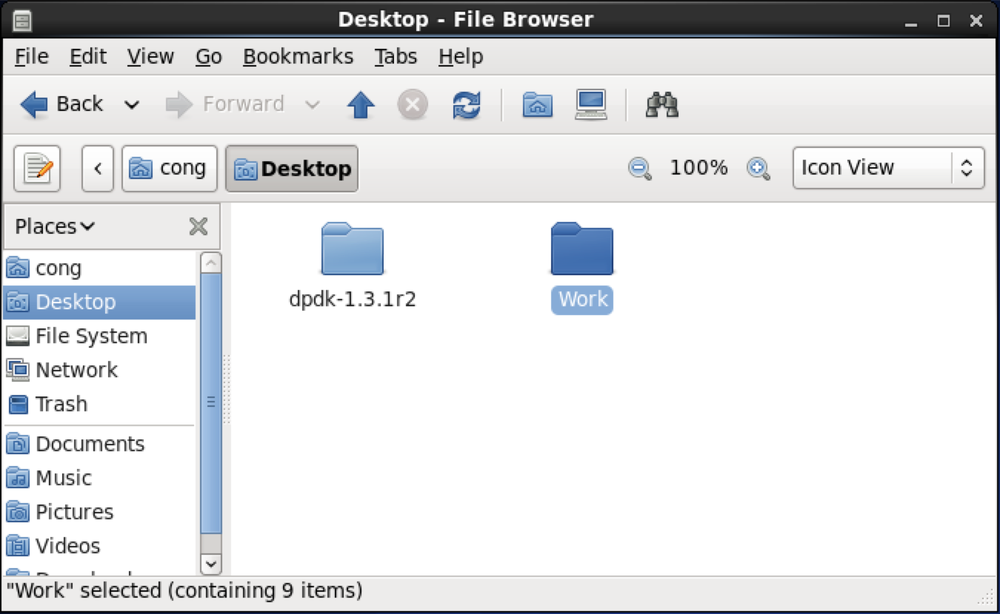 Desktop - File Browser
File Edit View Go Bookmarks Tabs Help
Back Forward
cong Desktop 100% Icon View
Places
cong
Desktop
File System
Network
Trash
Documents
Music
Pictures
Videos
dpdk-1.3.1r2 Work
"Work" selected (containing 9 items)